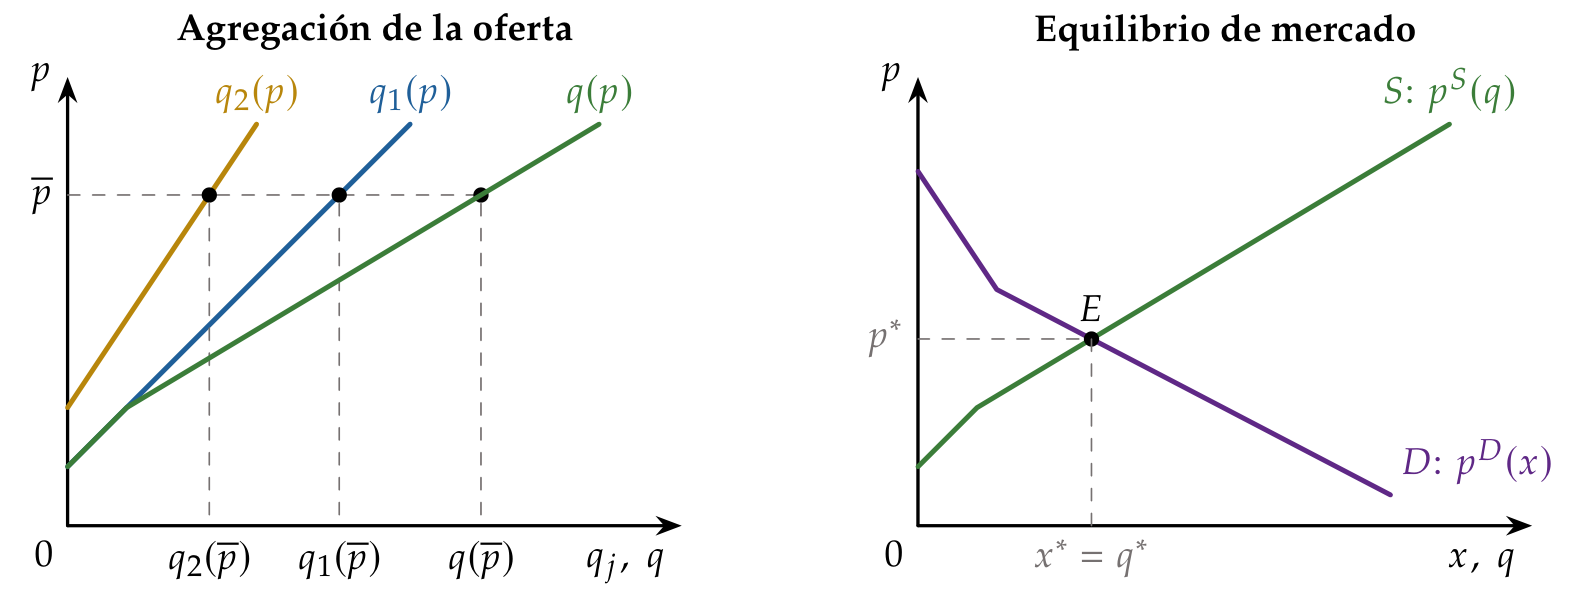 Agregación de la oferta
p
q₂(p)
q₁(p)
q(p)
p̅
0
q₂(p̅)
q₁(p̅)
q(p̅)
qⱼ, q
Equilibrio de mercado
p
S: pˢ(q)
E
p*
D: pᴰ(x)
0
x* = q*
x, q